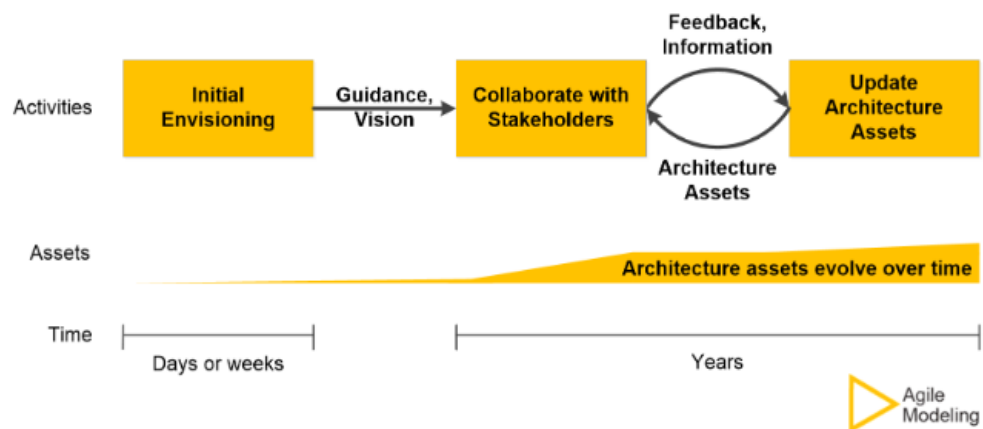 Feedback,
Information
Activities
Initial
Envisioning
Guidance,
Vision
Collaborate with
Stakeholders
Update
Architecture
Assets
Architecture
Assets
Assets
Architecture assets evolve over time
Time
Days or weeks
Years
Agile
Modeling